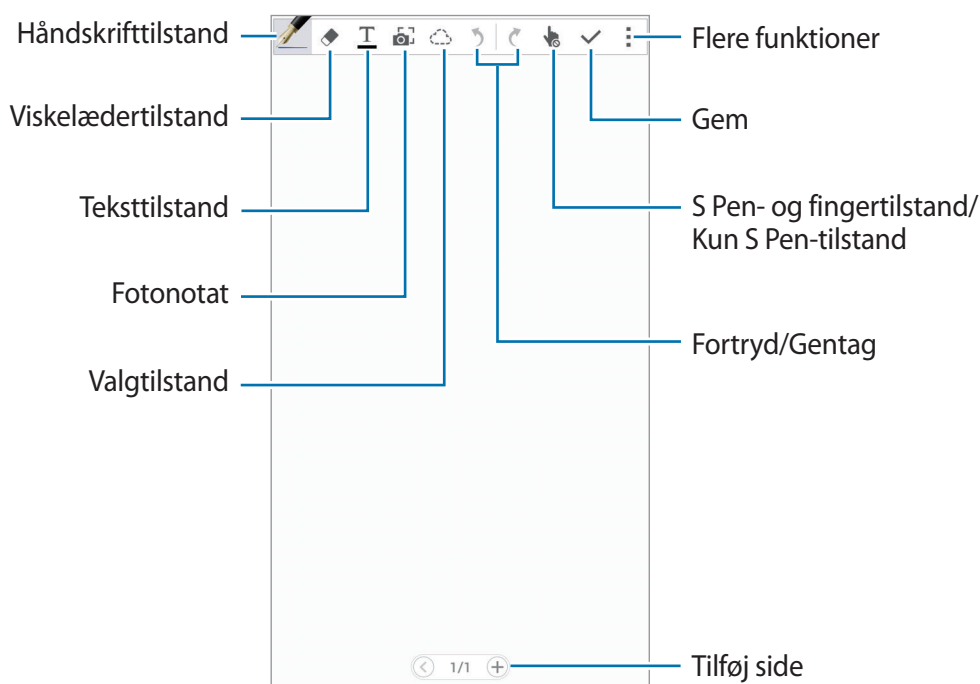 Håndskrifttilstand
Viskelædertilstand
Teksttilstand
Fotonotat
Valgtilstand
T
Flere funktioner
Gem
S Pen- og fingertilstand/
Kun S Pen-tilstand
Fortryd/Gentag
1/1
Tilføj side